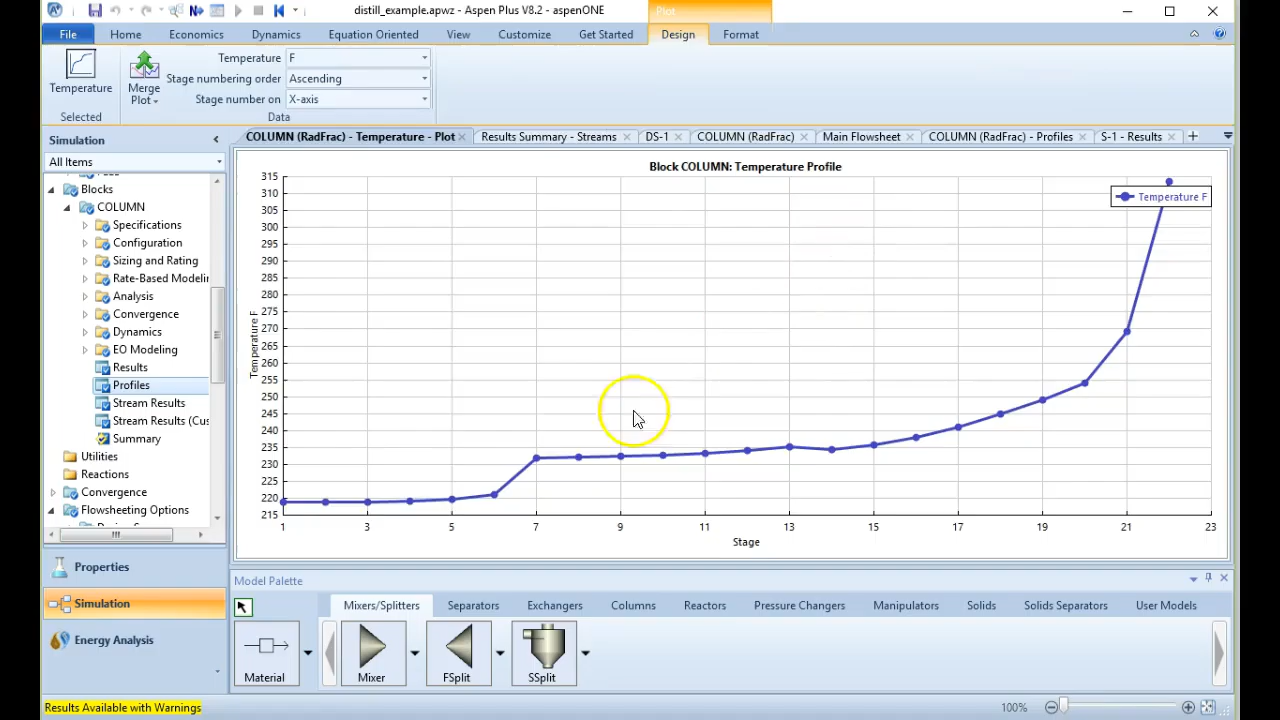 distill_example.apwz - Aspen Plus V8.2 - aspenONE
Plot
File
Home
Economics
Dynamics
Equation Oriented
View
Customize
Get Started
Design
Format
Temperature
Selected
Merge
Plot
Temperature F
Stage numbering order Ascending
Stage number on X-axis
Data
Simulation
All Items
Blocks
COLUMN
Specifications
Configuration
Sizing and Rating
Rate-Based Modelin
Analysis
Convergence
Dynamics
EO Modeling
Results
Profiles
Stream Results
Stream Results (Cus
Summary
Utilities
Reactions
Convergence
Flowsheeting Options
Properties
Simulation
Energy Analysis
COLUMN (RadFrac) - Temperature - Plot
Results Summary - Streams
DS-1
COLUMN (RadFrac)
Main Flowsheet
COLUMN (RadFrac) - Profiles
S-1 - Results
Block COLUMN: Temperature Profile
Temperature F
315
310
305
300
295
290
285
280
275
270
265
260
255
250
245
240
235
230
225
220
215
Temperature F
1 3 5 7 9 11 13 15 17 19 21 23
Stage
Model Palette
Mixers/Splitters
Separators
Exchangers
Columns
Reactors
Pressure Changers
Manipulators
Solids
Solids Separators
User Models
Material
Mixer
FSplit
SSplit
Results Available with Warnings
100%